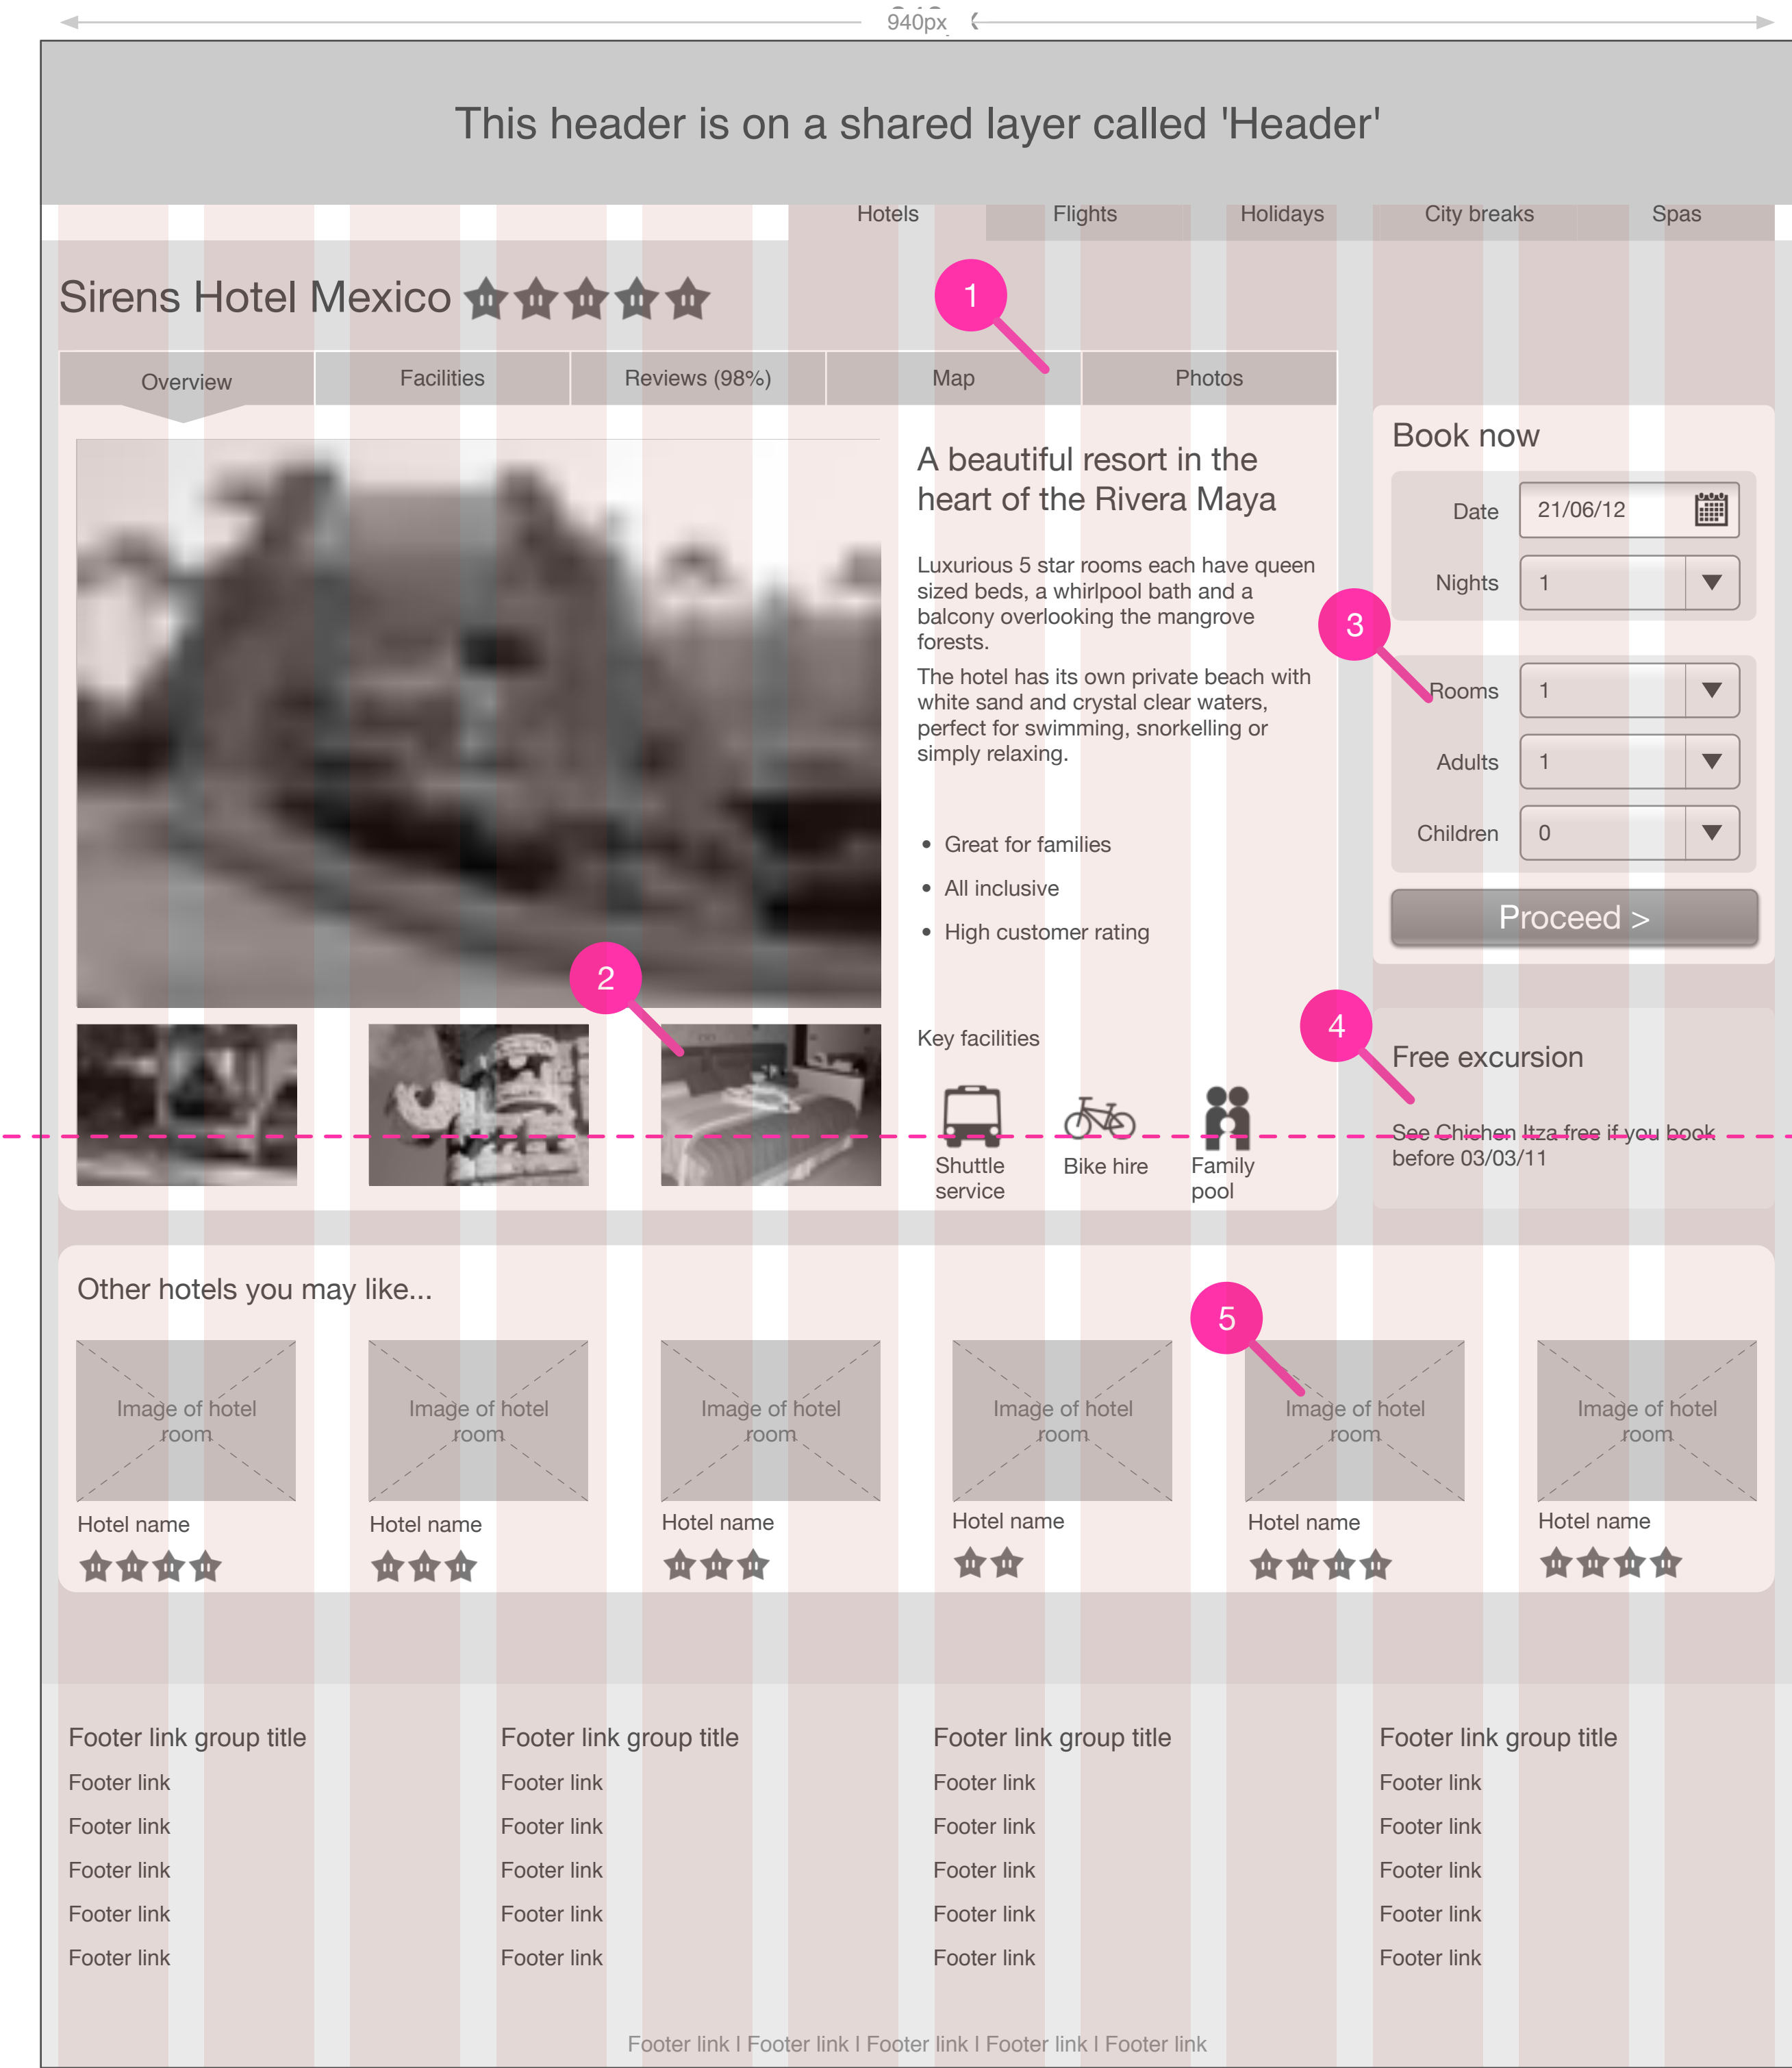 940px
This header is on a shared layer called 'Header'
Hotels
Flights
Holidays
City breaks
Spas
Sirens Hotel Mexico
1
Overview
Facilities
Reviews (98%)
Map
Photos
A beautiful resort in the
heart of the Rivera Maya
Luxurious 5 star rooms each have queen
sized beds, a whirlpool bath and a
balcony overlooking the mangrove
forests.
The hotel has its own private beach with
white sand and crystal clear waters,
perfect for swimming, snorkelling or
simply relaxing.
• Great for families
• All inclusive
• High customer rating
2
Key facilities
Shuttle
service
Bike hire
Family
pool
Book now
Date
21/06/12
Nights
1
3
Rooms
1
Adults
1
Children
0
Proceed >
4
Free excursion
See Chichen Itza free if you book
before 03/03/11
Other hotels you may like...
5
Image of hotel
room
Image of hotel
room
Image of hotel
room
Image of hotel
room
Image of hotel
room
Image of hotel
room
Hotel name
Hotel name
Hotel name
Hotel name
Hotel name
Hotel name
Footer link group title
Footer link
Footer link
Footer link
Footer link
Footer link
Footer link group title
Footer link
Footer link
Footer link
Footer link
Footer link
Footer link group title
Footer link
Footer link
Footer link
Footer link
Footer link
Footer link group title
Footer link
Footer link
Footer link
Footer link
Footer link
Footer link | Footer link | Footer link | Footer link | Footer link